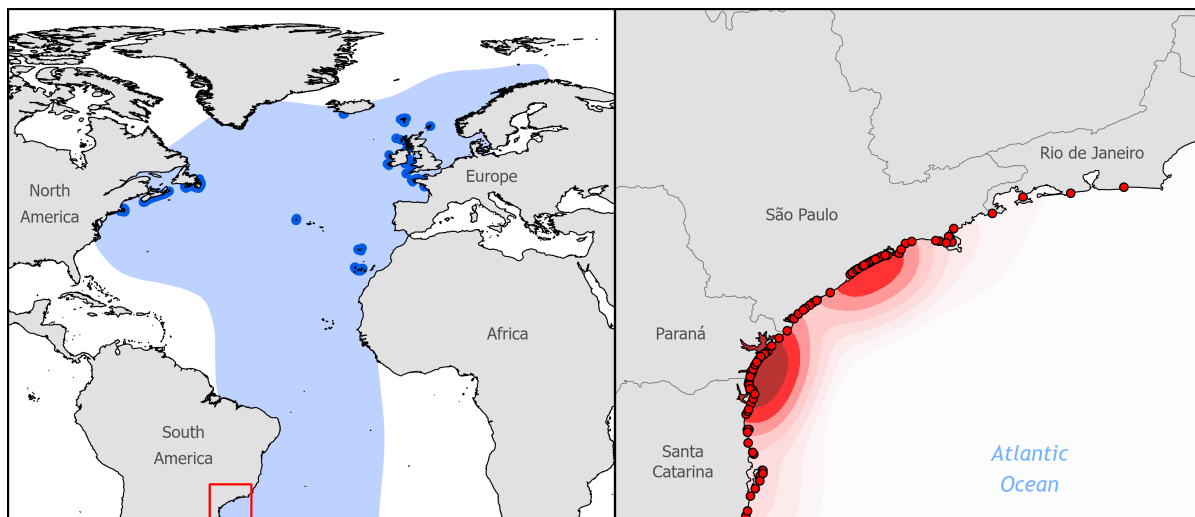 North
America
Europe
Africa
South
America
Rio de Janeiro
São Paulo
Paraná
Santa
Catarina
Atlantic
Ocean